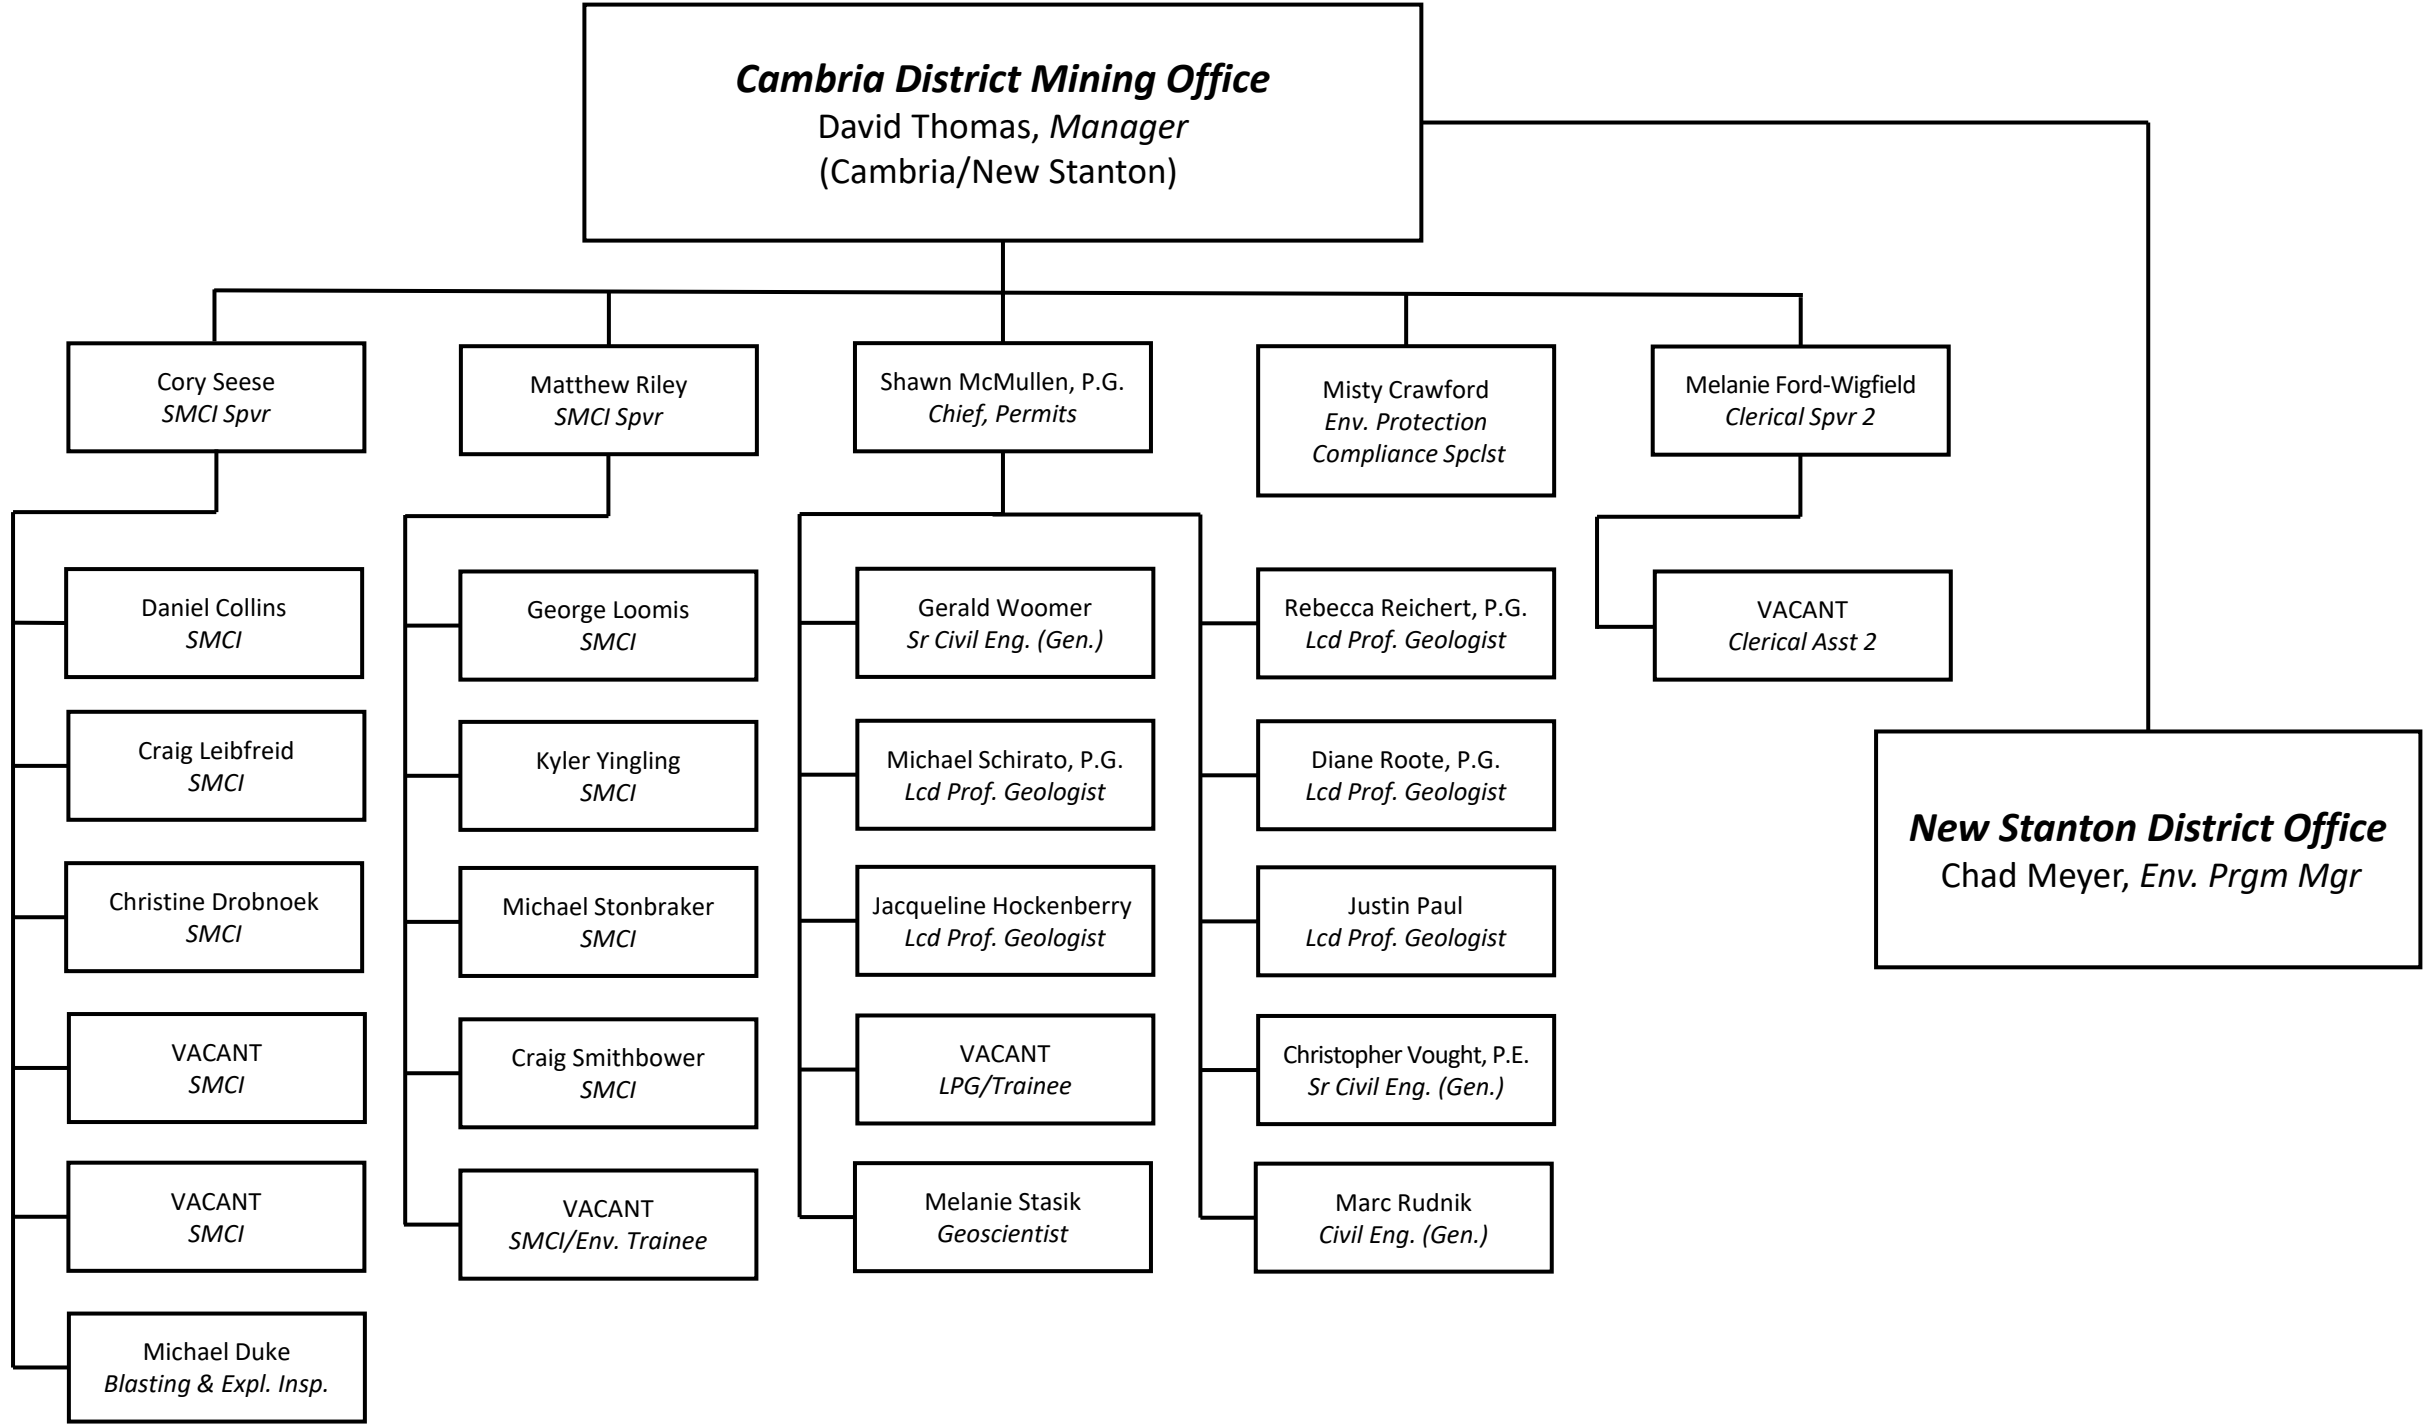 Cambria District Mining Office
David Thomas, Manager
(Cambria/New Stanton)
Cory Seese
SMCI Spvr
Matthew Riley
SMCI Spvr
Shawn McMullen, P.G.
Chief, Permits
Misty Crawford
Env. Protection
Compliance Spclst
Melanie Ford-Wigfield
Clerical Spvr 2
Daniel Collins
SMCI
Craig Leibfreid
SMCI
Christine Drobnoek
SMCI
VACANT
SMCI
VACANT
SMCI
Michael Duke
Blasting & Expl. Insp.
George Loomis
SMCI
Kyler Yingling
SMCI
Michael Stonbraker
SMCI
Craig Smithbower
SMCI
VACANT
SMCI/Env. Trainee
Gerald Woomer
Sr Civil Eng. (Gen.)
Michael Schirato, P.G.
Lcd Prof. Geologist
Jacqueline Hockenberry
Lcd Prof. Geologist
VACANT
LPG/Trainee
Melanie Stasik
Geoscientist
Rebecca Reichert, P.G.
Lcd Prof. Geologist
Diane Roote, P.G.
Lcd Prof. Geologist
Justin Paul
Lcd Prof. Geologist
Christopher Vought, P.E.
Sr Civil Eng. (Gen.)
Marc Rudnik
Civil Eng. (Gen.)
VACANT
Clerical Asst 2
New Stanton District Office
Chad Meyer, Env. Prgm Mgr